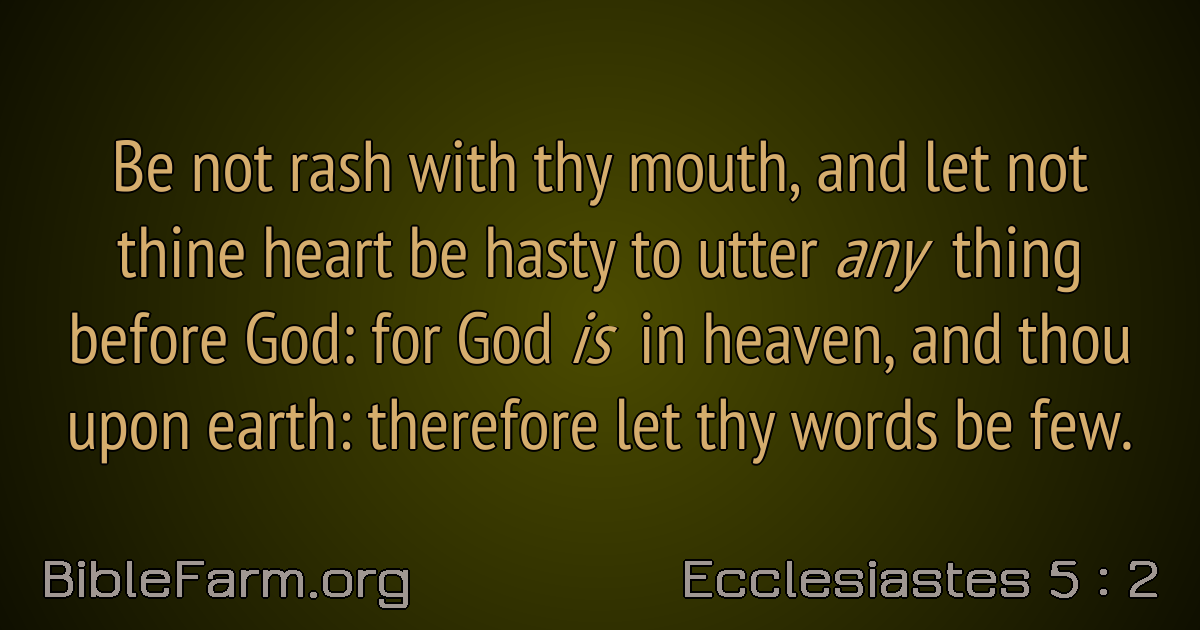 Be not rash with thy mouth, and let not
thine heart be hasty to utter any thing
before God: for God is in heaven, and thou
upon earth: therefore let thy words be few.
BibleFarm.org
Ecclesiastes 5 : 2